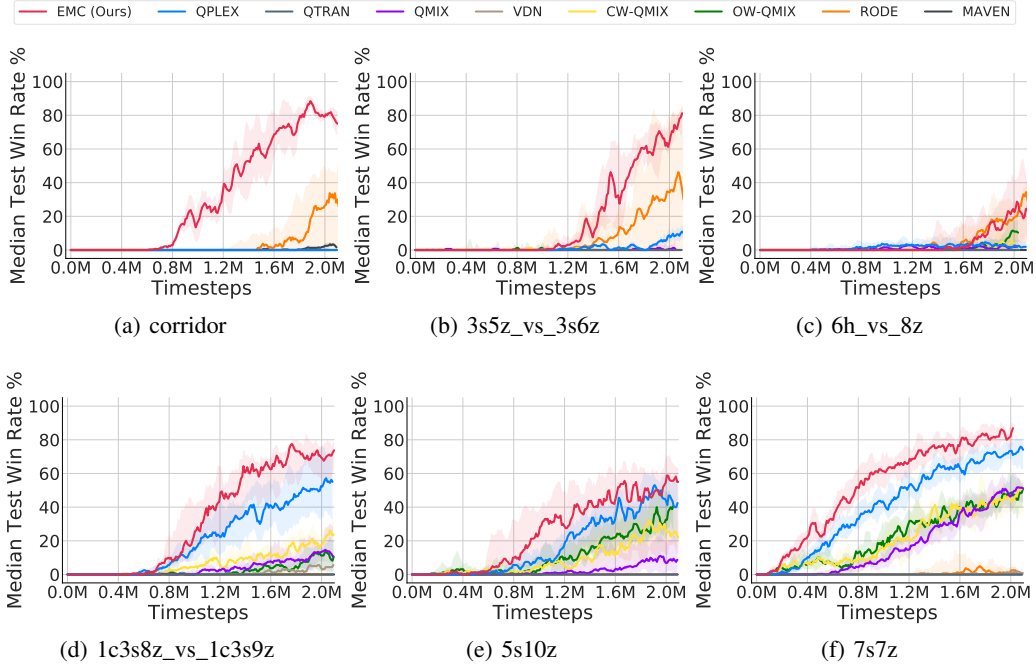 EMC (Ours) QPLEX QTRAN QMIX VDN CW-QMIX OW-QMIX RODE MAVEN
Median Test Win Rate %
100
80
60
40
20
0
0.0M 0.4M 0.8M 1.2M 1.6M 2.0M
Timesteps
(a) corridor
Median Test Win Rate %
100
80
60
40
20
0
0.0M 0.4M 0.8M 1.2M 1.6M 2.0M
Timesteps
(b) 3s5z_vs_3s6z
Median Test Win Rate %
100
80
60
40
20
0
0.0M 0.4M 0.8M 1.2M 1.6M 2.0M
Timesteps
(c) 6h_vs_8z
Median Test Win Rate %
100
80
60
40
20
0
0.0M 0.4M 0.8M 1.2M 1.6M 2.0M
Timesteps
(d) 1c3s8z_vs_1c3s9z
Median Test Win Rate %
100
80
60
40
20
0
0.0M 0.4M 0.8M 1.2M 1.6M 2.0M
Timesteps
(e) 5s10z
Median Test Win Rate %
100
80
60
40
20
0
0.0M 0.4M 0.8M 1.2M 1.6M 2.0M
Timesteps
(f) 7s7z